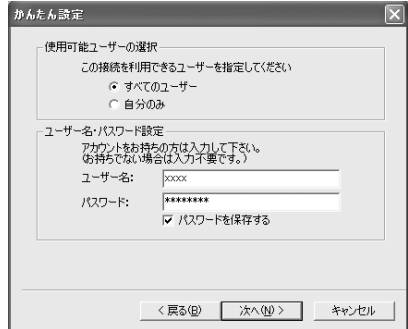 かんたん設定
使用可能ユーザーの選択
この接続を利用できるユーザーを指定してください
すべてのユーザー
自分のみ
ユーザー名・パスワード設定
アカウントをお持ちの方は入力して下さい。
(お持ちでない場合は入力不要です。)
ユーザー名: xxxx
パスワード: ********
パスワードを保存する
< 戻る(B) 次へ(N) > キャンセル